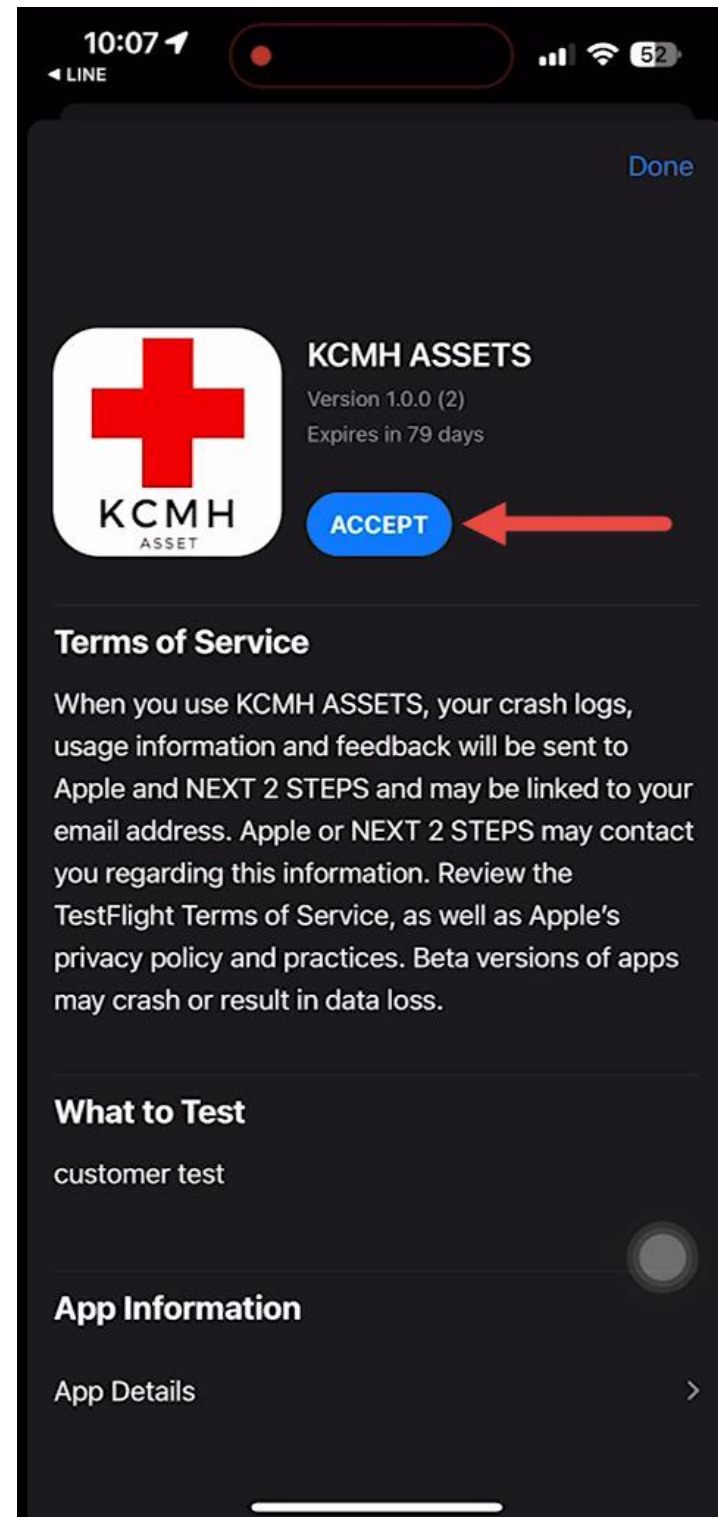 10:07
◀ LINE
52
Done
KCMH ASSETS
Version 1.0.0 (2)
Expires in 79 days
KCMH
ASSET
ACCEPT
Terms of Service
When you use KCMH ASSETS, your crash logs,
usage information and feedback will be sent to
Apple and NEXT 2 STEPS and may be linked to your
email address. Apple or NEXT 2 STEPS may contact
you regarding this information. Review the
TestFlight Terms of Service, as well as Apple’s
privacy policy and practices. Beta versions of apps
may crash or result in data loss.
What to Test
customer test
App Information
App Details